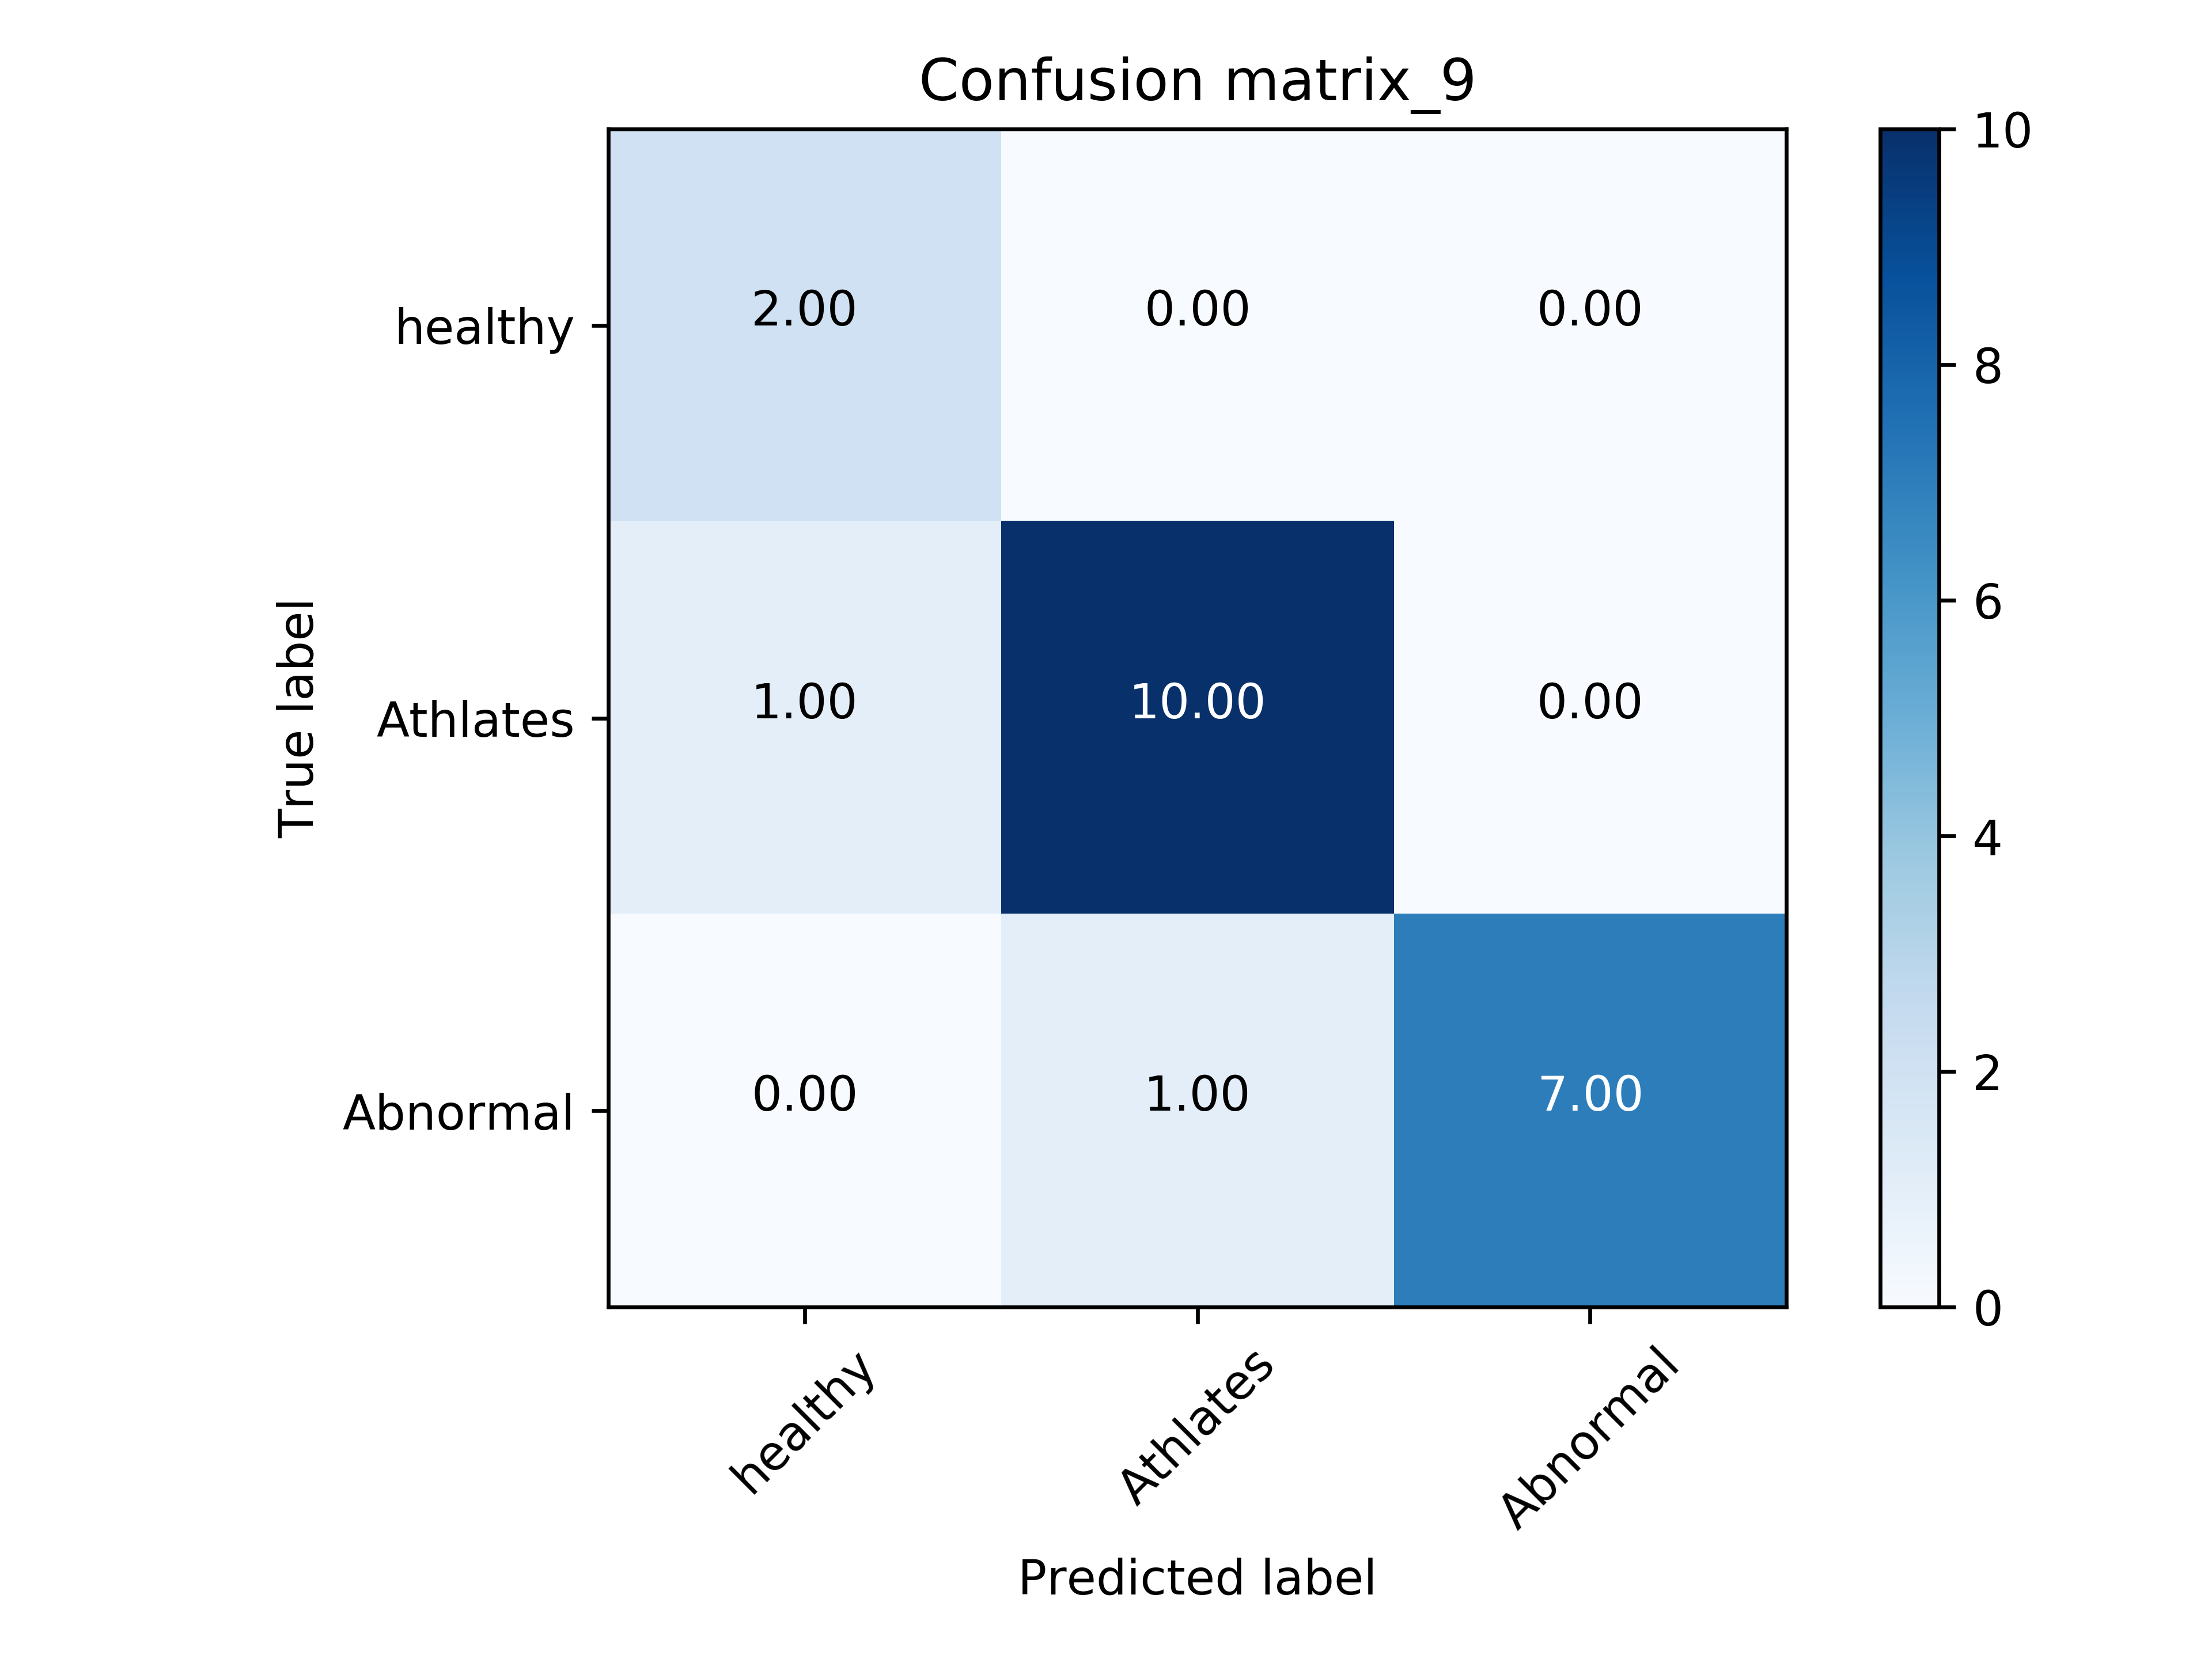 Confusion matrix_9
10
8
6
4
2
0
True label
healthy
2.00 0.00 0.00
Athlates
1.00 10.00 0.00
Abnormal
0.00 1.00 7.00
healthy
Athlates
Abnormal
Predicted label